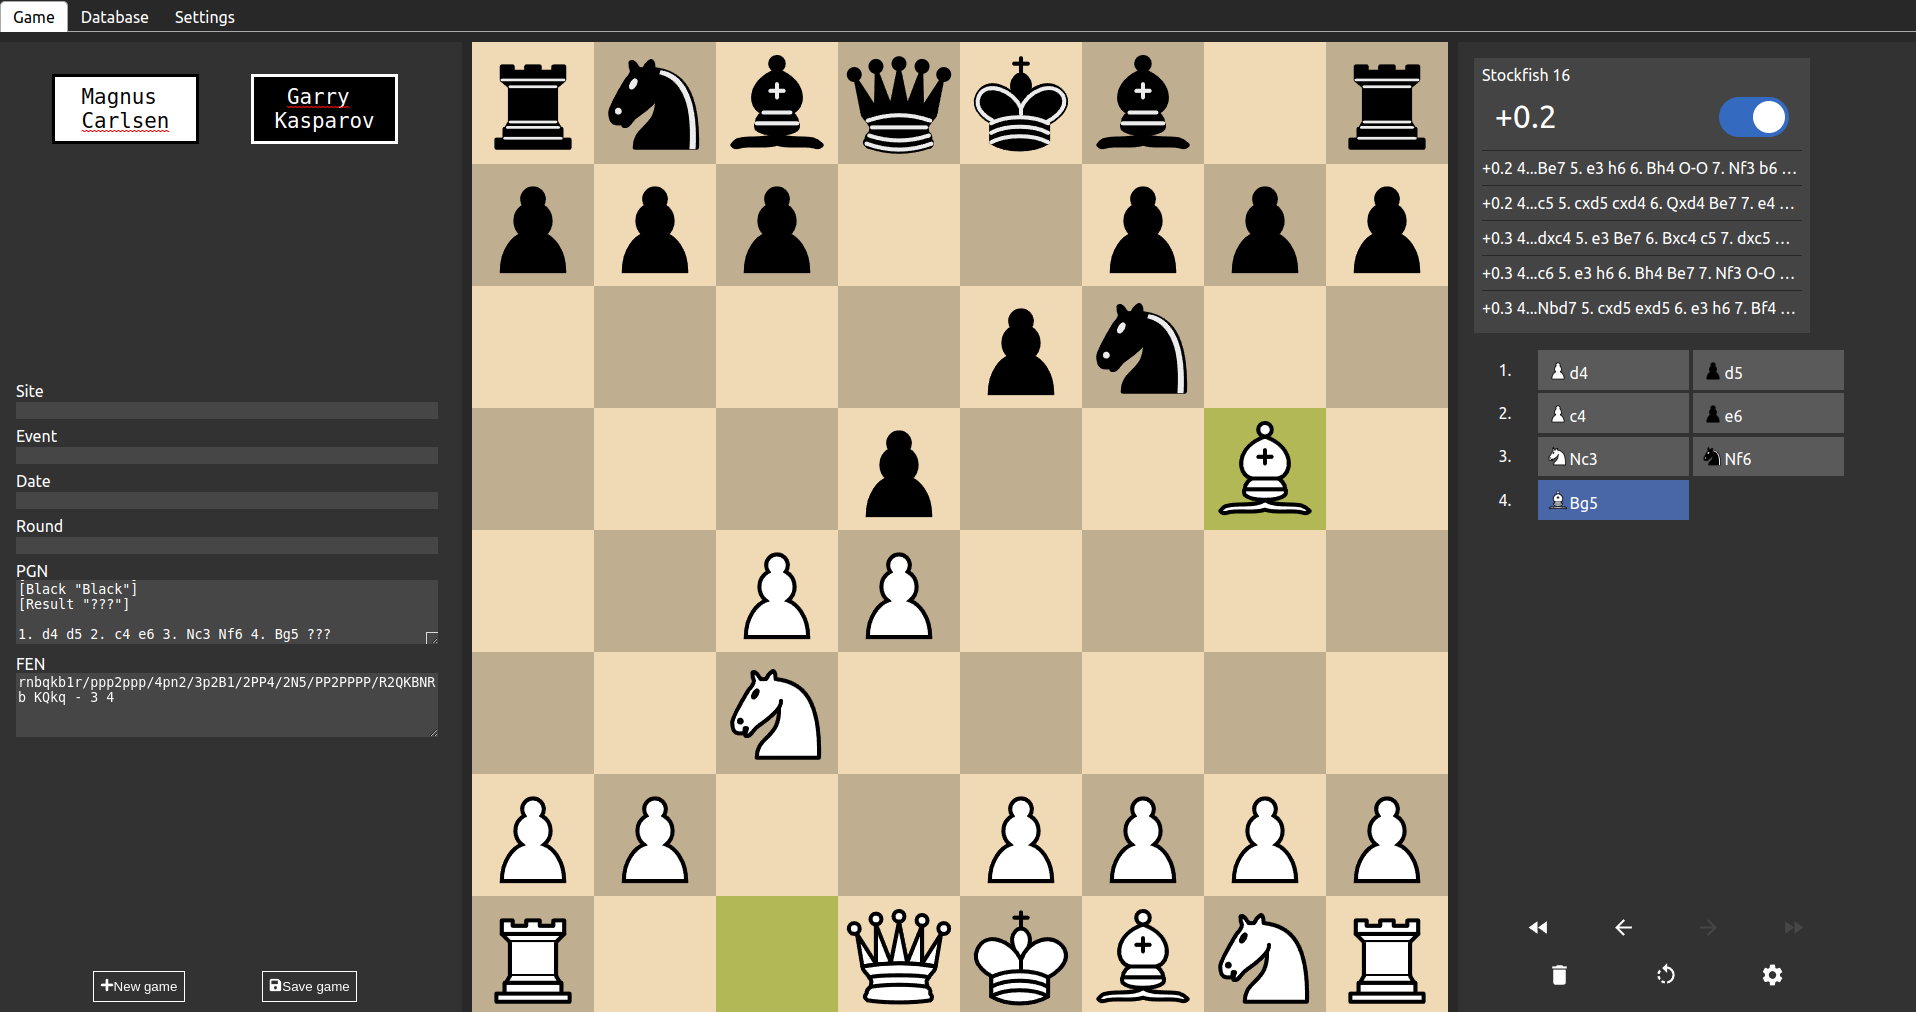 Game Database Settings
Magnus
Carlsen
Garry
Kasparov
Site
Event
Date
Round
PGN
[Black "Black"]
[Result "???"]
1. d4 d5 2. c4 e6 3. Nc3 Nf6 4. Bg5 ???
FEN
rnbqkb1r/ppp2ppp/4pn2/3p2B1/2PP4/2N5/PP2PPPP/R2QKBNR
b KQkq - 3 4
New game
Save game
Stockfish 16
+0.2
+0.2 4...Be7 5. e3 h6 6. Bh4 O-O 7. Nf3 b6 ...
+0.2 4...c5 5. cxd5 cxd4 6. Qxd4 Be7 7. e4 ...
+0.3 4...dxc4 5. e3 Be7 6. Bxc4 c5 7. dxc5 ...
+0.3 4...c6 5. e3 h6 6. Bh4 Be7 7. Nf3 O-O ...
+0.3 4...Nbd7 5. cxd5 exd5 6. e3 h6 7. Bf4 ...
1. d4 d5
2. c4 e6
3. Nc3 Nf6
4. Bg5